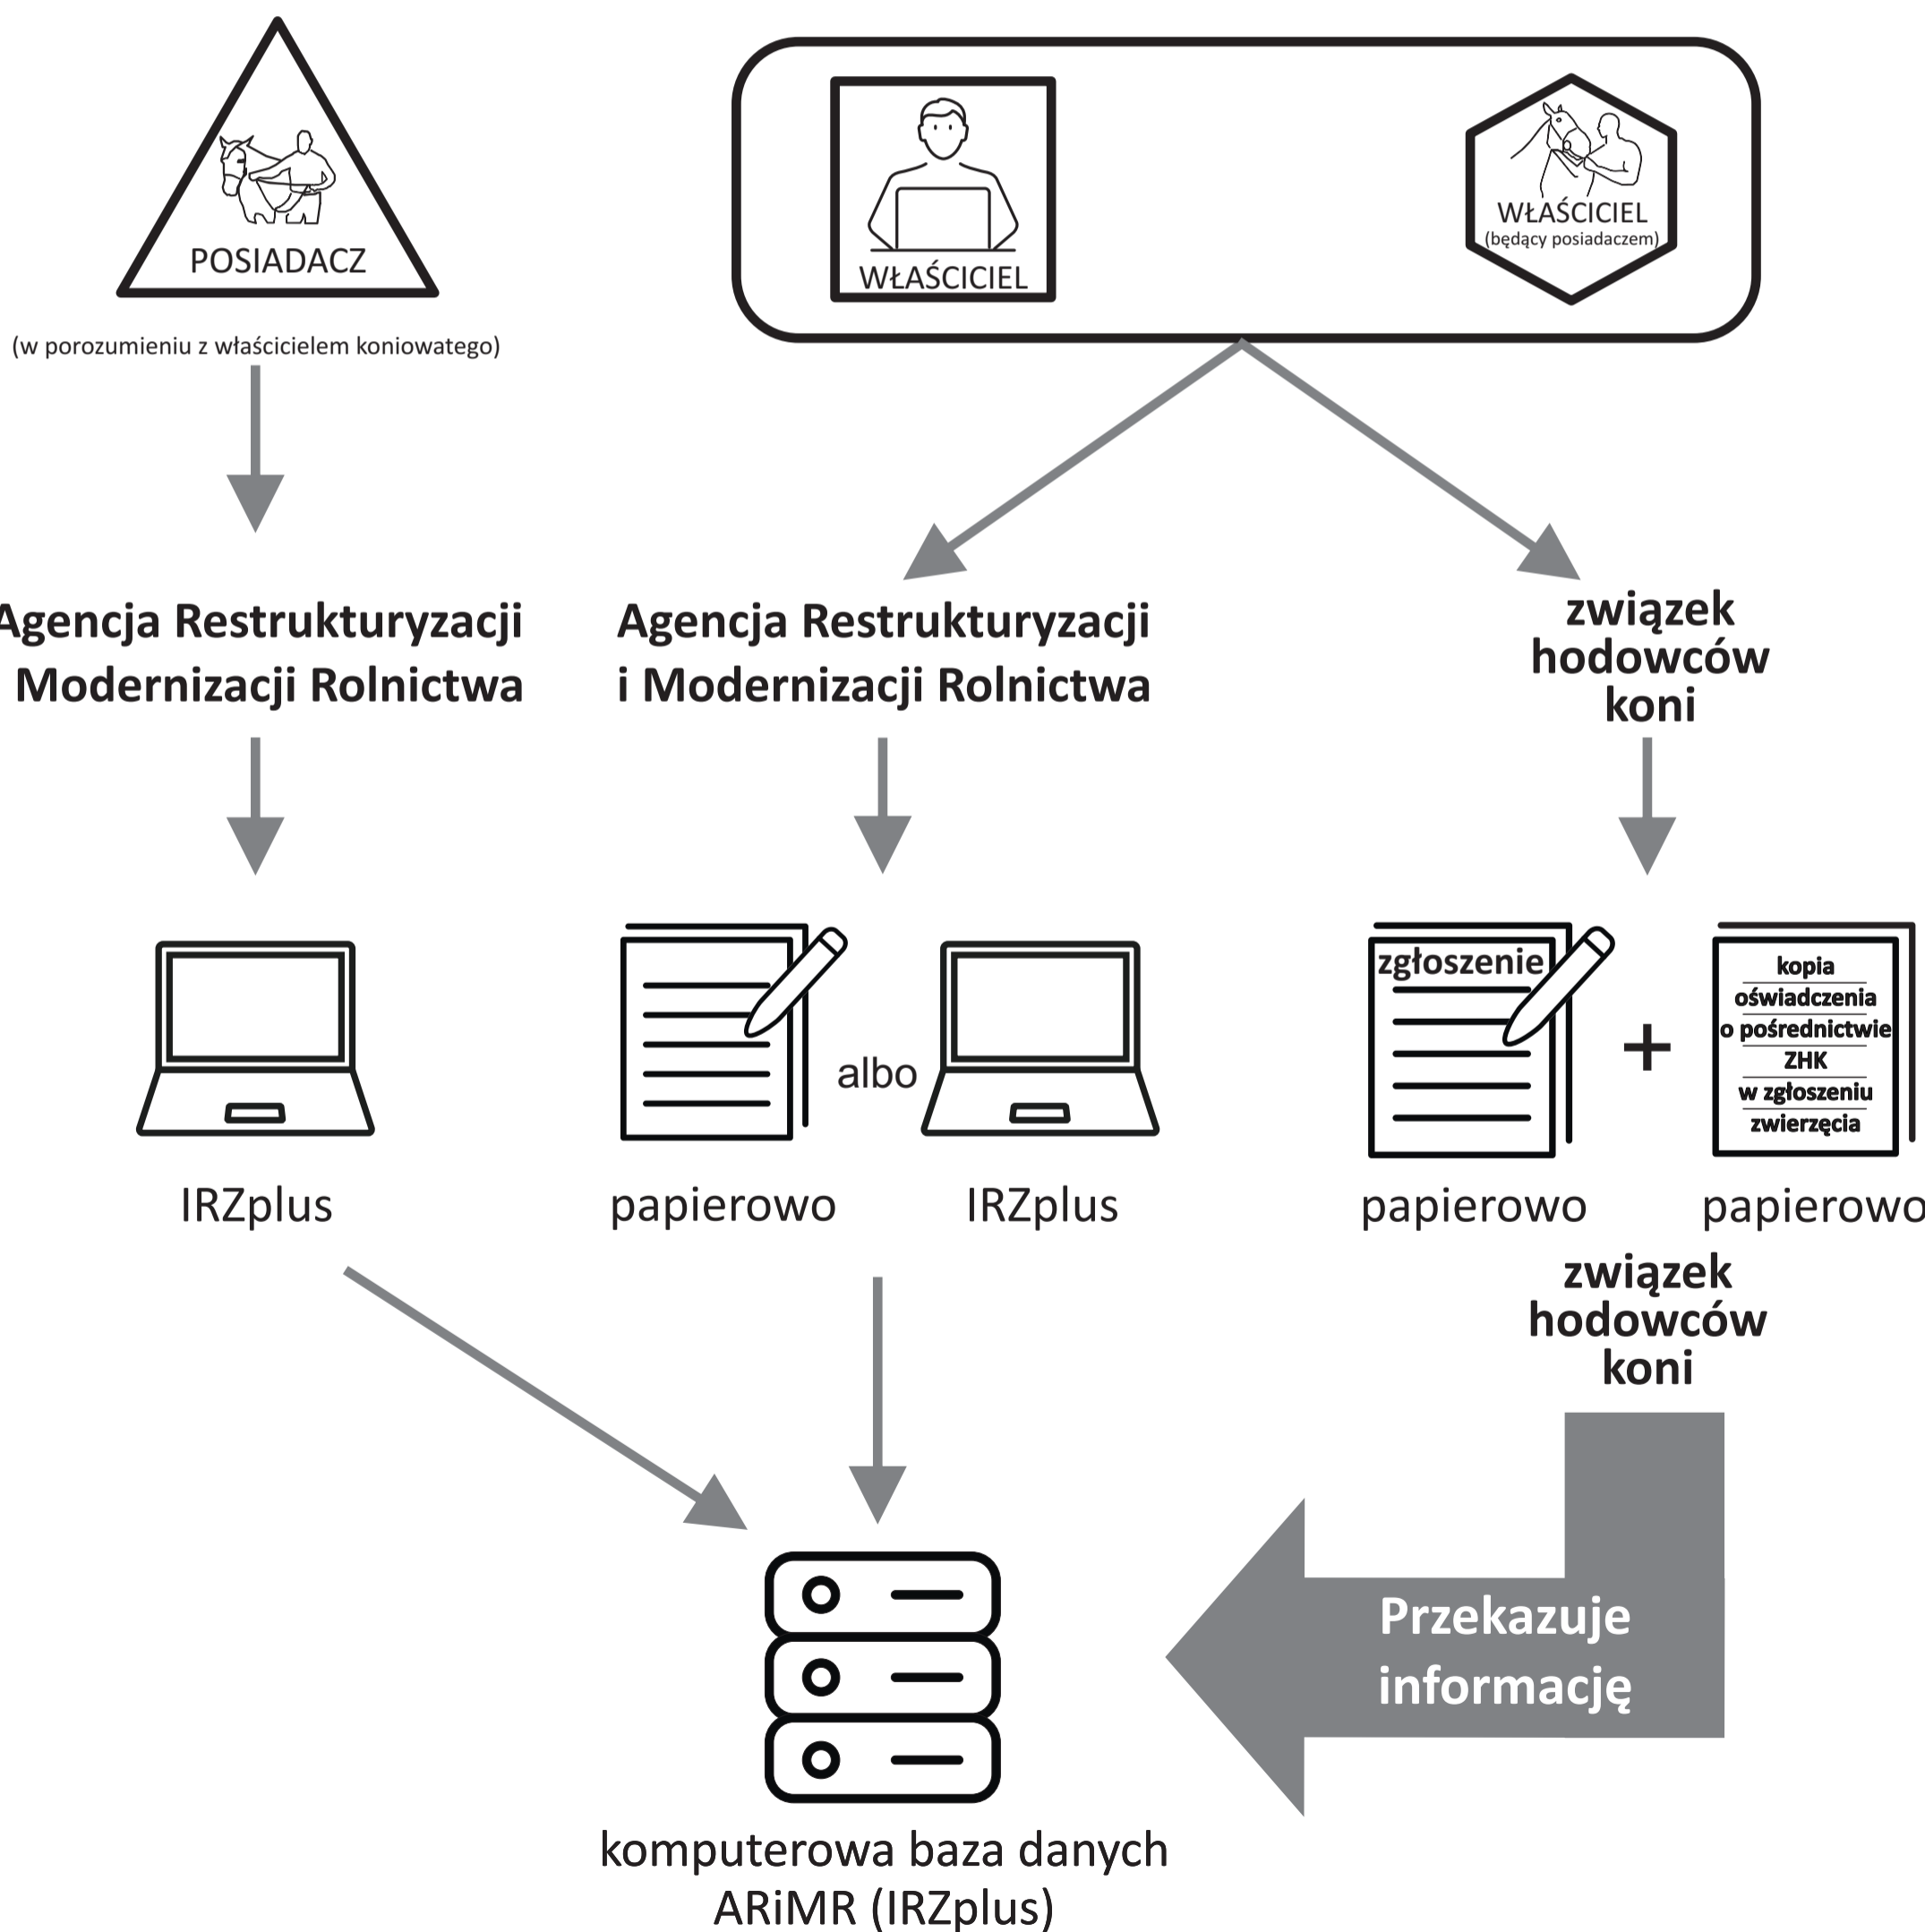 POSIADACZ
(w porozumieniu z właścicielem koniowatego)
WŁAŚCICIEL
WŁAŚCICIEL
(będący posiadaczem)
Agencja Restrukturyzacji
Modernizacji Rolnictwa
Agencja Restrukturyzacji
i Modernizacji Rolnictwa
związek
hodowców
koni
IRZplus
papierowo
albo
IRZplus
zgłoszenie
papierowo
+
kopia
oświadczenia
o pośrednictwie
ZHK
w zgłoszeniu
zwierzęcia
papierowo
związek
hodowców
koni
Przekazuje
informację
komputerowa baza danych
ARiMR (IRZplus)